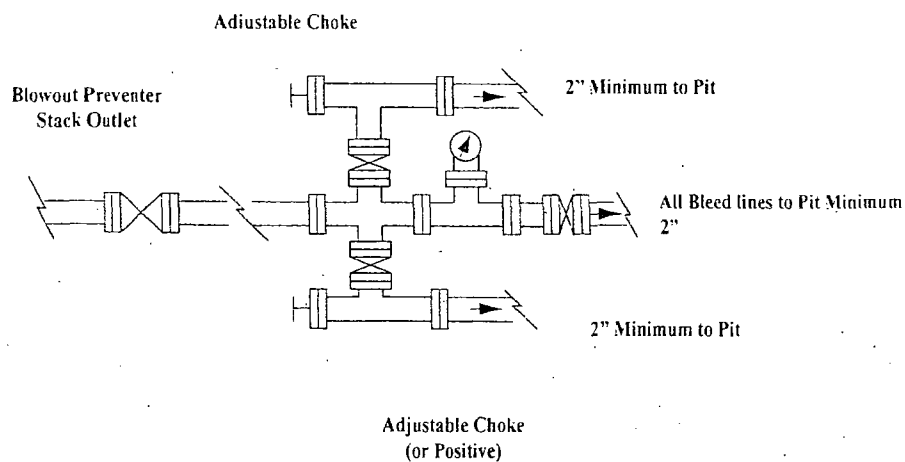 Adjustable Choke
2” Minimum to Pit
Blowout Preventer
Stack Outlet
All Bleed lines to Pit Minimum
2”
2” Minimum to Pit
Adjustable Choke
(or Positive)